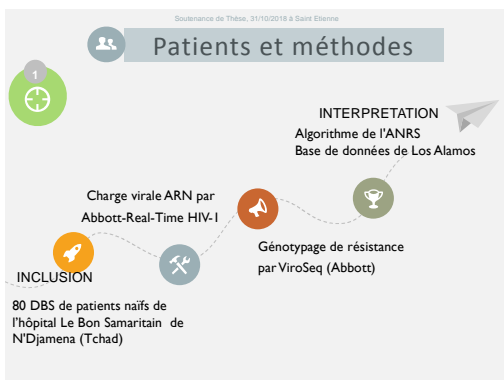 Soutenance de Thèse, 31/10/2018 à Saint Etienne
Patients et méthodes
1
INTERPRETATION
Algorithme de l'ANRS
Base de données de Los Alamos
Charge virale ARN par
Abbott-Real-Time HIV-1
Génotypage de résistance
par ViroSeq (Abbott)
INCLUSION
80 DBS de patients naïfs de
l'hôpital Le Bon Samaritain de
N'Djamena (Tchad)